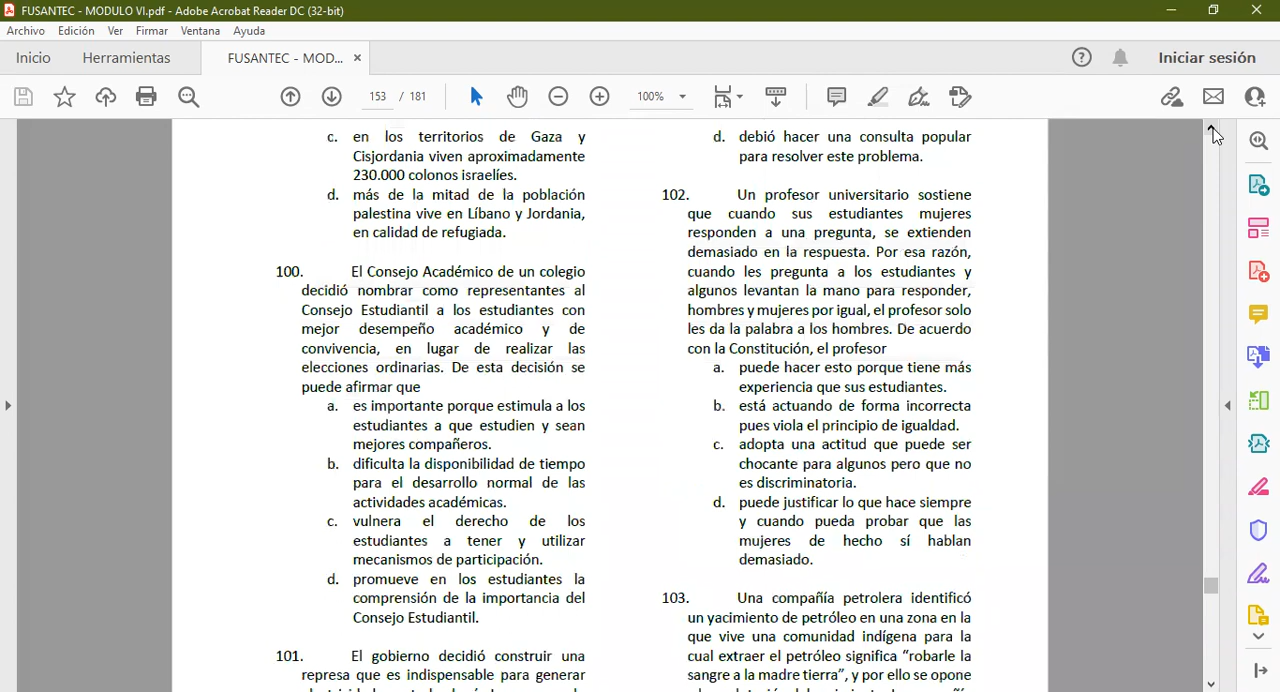 FUSANTEC - MODULO VI.pdf - Adobe Acrobat Reader DC (32-bit)
Archivo Edición Ver Firmar Ventana Ayuda
Inicio Herramientas FUSANTEC - MOD... × Iniciar sesión
153 / 181 100%
c. en los territorios de Gaza y
Cisjordania viven aproximadamente
230.000 colonos israelíes.
d. más de la mitad de la población
palestina vive en Líbano y Jordania,
en calidad de refugiada.
100. El Consejo Académico de un colegio
decidió nombrar como representantes al
Consejo Estudiantil a los estudiantes con
mejor desempeño académico y de
convivencia, en lugar de realizar las
elecciones ordinarias. De esta decisión se
puede afirmar que
a. es importante porque estimula a los
estudiantes a que estudien y sean
mejores compañeros.
b. dificulta la disponibilidad de tiempo
para el desarrollo normal de las
actividades académicas.
c. vulnera el derecho de los
estudiantes a tener y utilizar
mecanismos de participación.
d. promueve en los estudiantes la
comprensión de la importancia del
Consejo Estudiantil.
101. El gobierno decidió construir una
represa que es indispensable para generar
d. debió hacer una consulta popular
para resolver este problema.
102. Un profesor universitario sostiene
que cuando sus estudiantes mujeres
responden a una pregunta, se extienden
demasiado en la respuesta. Por esa razón,
cuando les pregunta a los estudiantes y
algunos levantan la mano para responder,
hombres y mujeres por igual, el profesor solo
les da la palabra a los hombres. De acuerdo
con la Constitución, el profesor
a. puede hacer esto porque tiene más
experiencia que sus estudiantes.
b. está actuando de forma incorrecta
pues viola el principio de igualdad.
c. adopta una actitud que puede ser
chocante para algunos pero que no
es discriminatoria.
d. puede justificar lo que hace siempre
y cuando pueda probar que las
mujeres de hecho sí hablan
demasiado.
103. Una compañía petrolera identificó
un yacimiento de petróleo en una zona en la
que vive una comunidad indígena para la
cual extraer el petróleo significa “robarle la
sangre a la madre tierra”, y por ello se opone